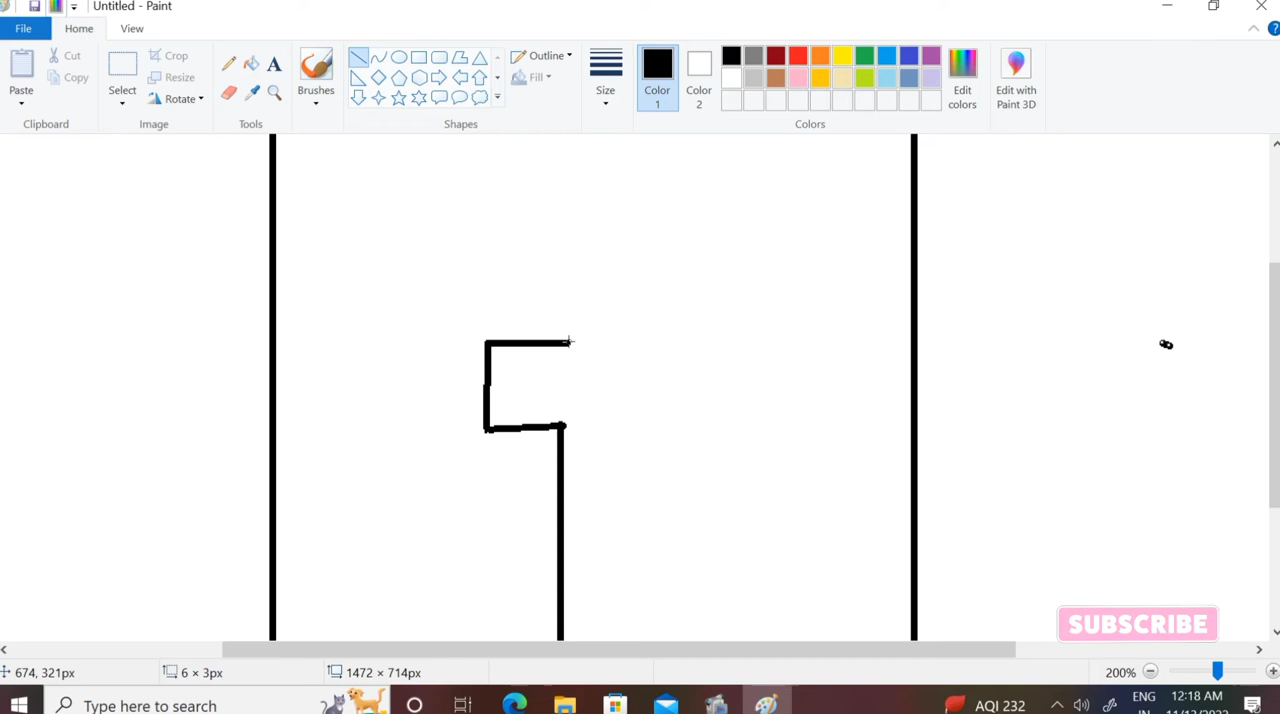 Untitled - Paint
File
Home
View
Paste
Cut
Copy
Clipboard
Select
Crop
Resize
Rotate
Image
A
Tools
Brushes
Shapes
Outline
Fill
Size
Color 1
Color 2
Edit colors
Colors
Edit with Paint 3D
SUBSCRIBE
674, 321px
6 × 3px
1472 × 714px
200%
Type here to search
AQI 232
ENG
IN
12:18 AM